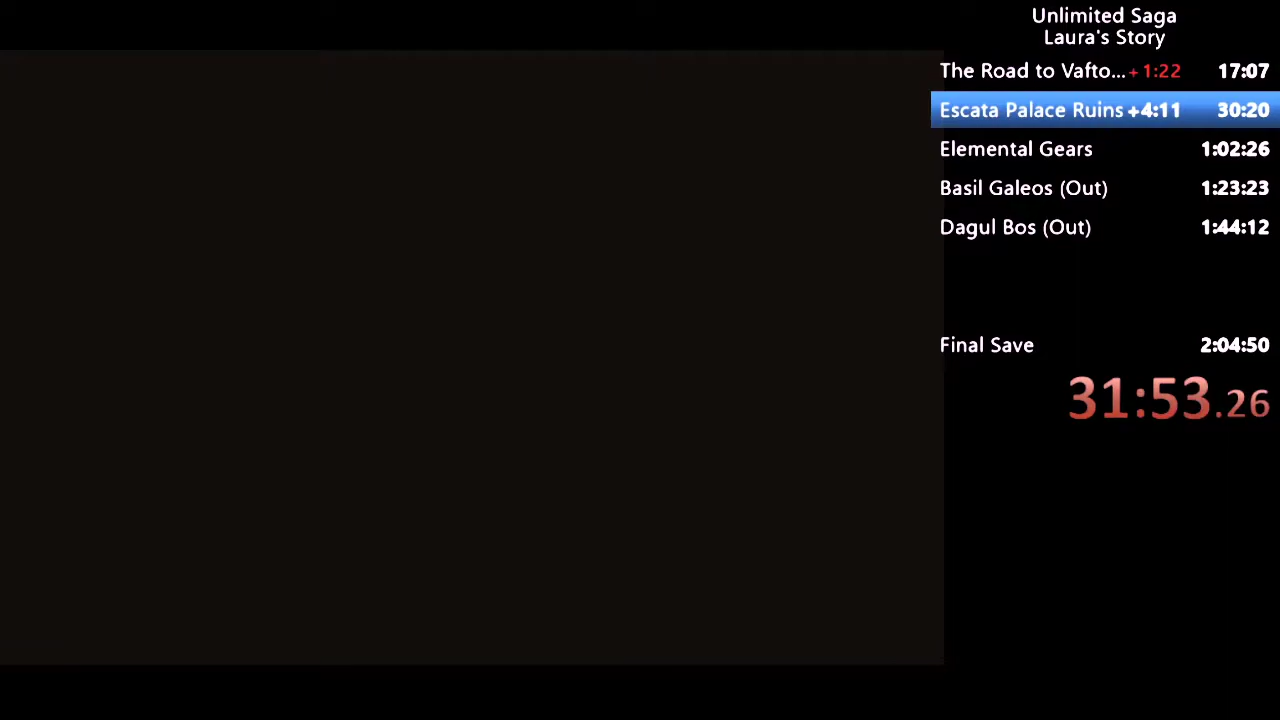 Unlimited Saga
Laura's Story
The Road to Vafto... + 1:22 17:07
Escata Palace Ruins +4:11 30:20
Elemental Gears 1:02:26
Basil Galeos (Out) 1:23:23
Dagul Bos (Out) 1:44:12
Final Save 2:04:50
31:53.26